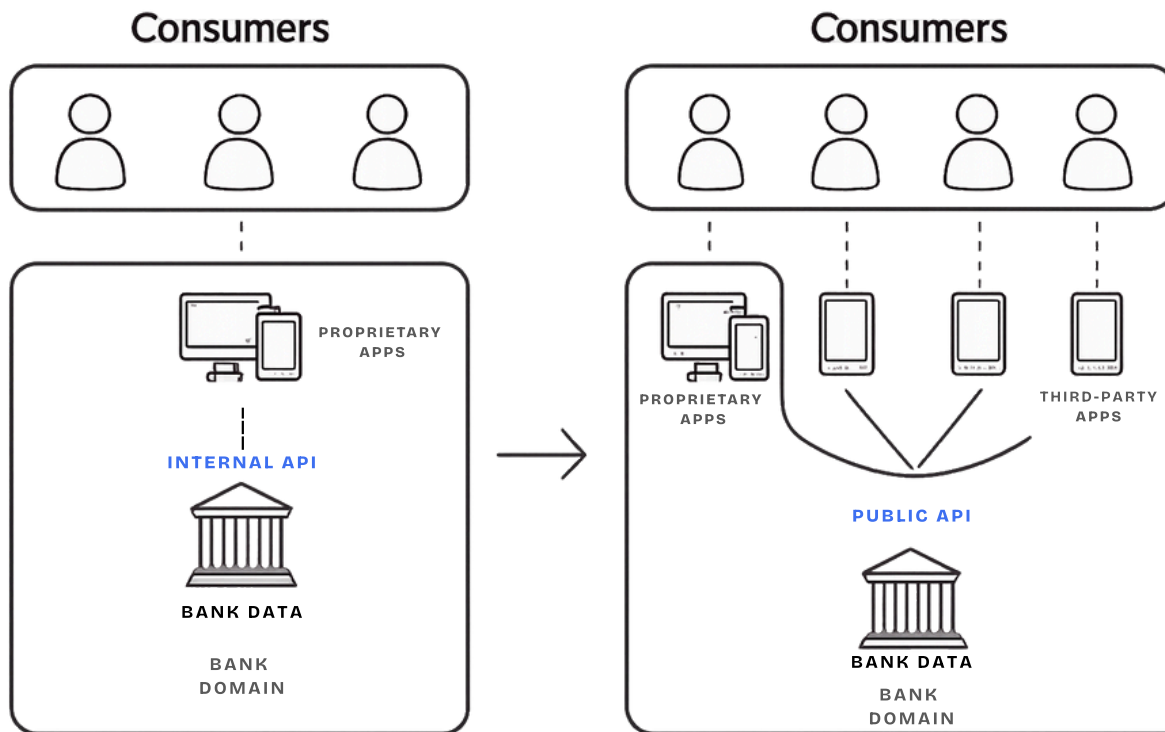 Consumers
PROPRIETARY
APPS
INTERNAL API
BANK DATA
BANK
DOMAIN
Consumers
PROPRIETARY
APPS
THIRD-PARTY
APPS
PUBLIC API
BANK DATA
BANK
DOMAIN